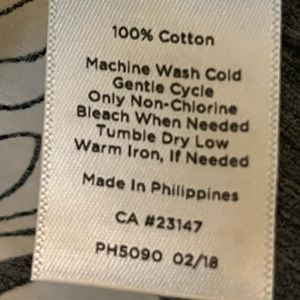 100% Cotton
Machine Wash Cold
Gentle Cycle
Only Non-Chlorine
Bleach When Needed
Tumble Dry Low
Warm Iron, If Needed
Made In Philippines
CA #23147
PH5090 02/18